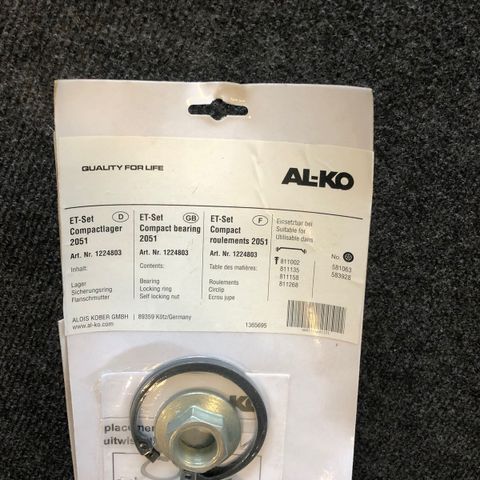 QUALITY FOR LIFE
AL-KO
ET-Set D
Compactlager
2051
Art. Nr. 1224803
Inhalt:
Lager
Sicherungsring
Flanschmutter
ET-Set GB
Compact bearing
2051
Art. Nr. 1224803
Contents:
Bearing
Locking ring
Self locking nut
ET-Set F
Compact
roulements 2051
Art. Nr. 1224803
Table des matières:
Roulements
Circlip
Ecrou jupe
Einsetzbar bei
Suitable for
Utilisable dans
No.
811002
811135
811158
811268
581063
583928
ALOIS KOBER GMBH | 89359 Kötz/Germany
www.al-ko.com
1365695